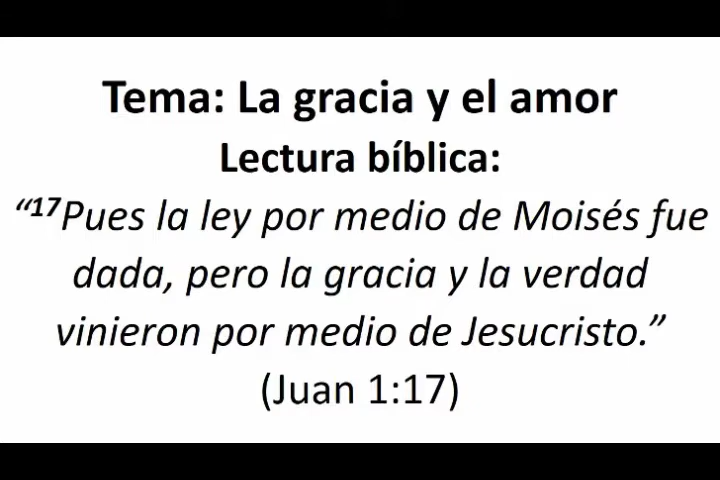 Tema: La gracia y el amor
Lectura bíblica:
“17Pues la ley por medio de Moisés fue
dada, pero la gracia y la verdad
vinieron por medio de Jesucristo.”
(Juan 1:17)